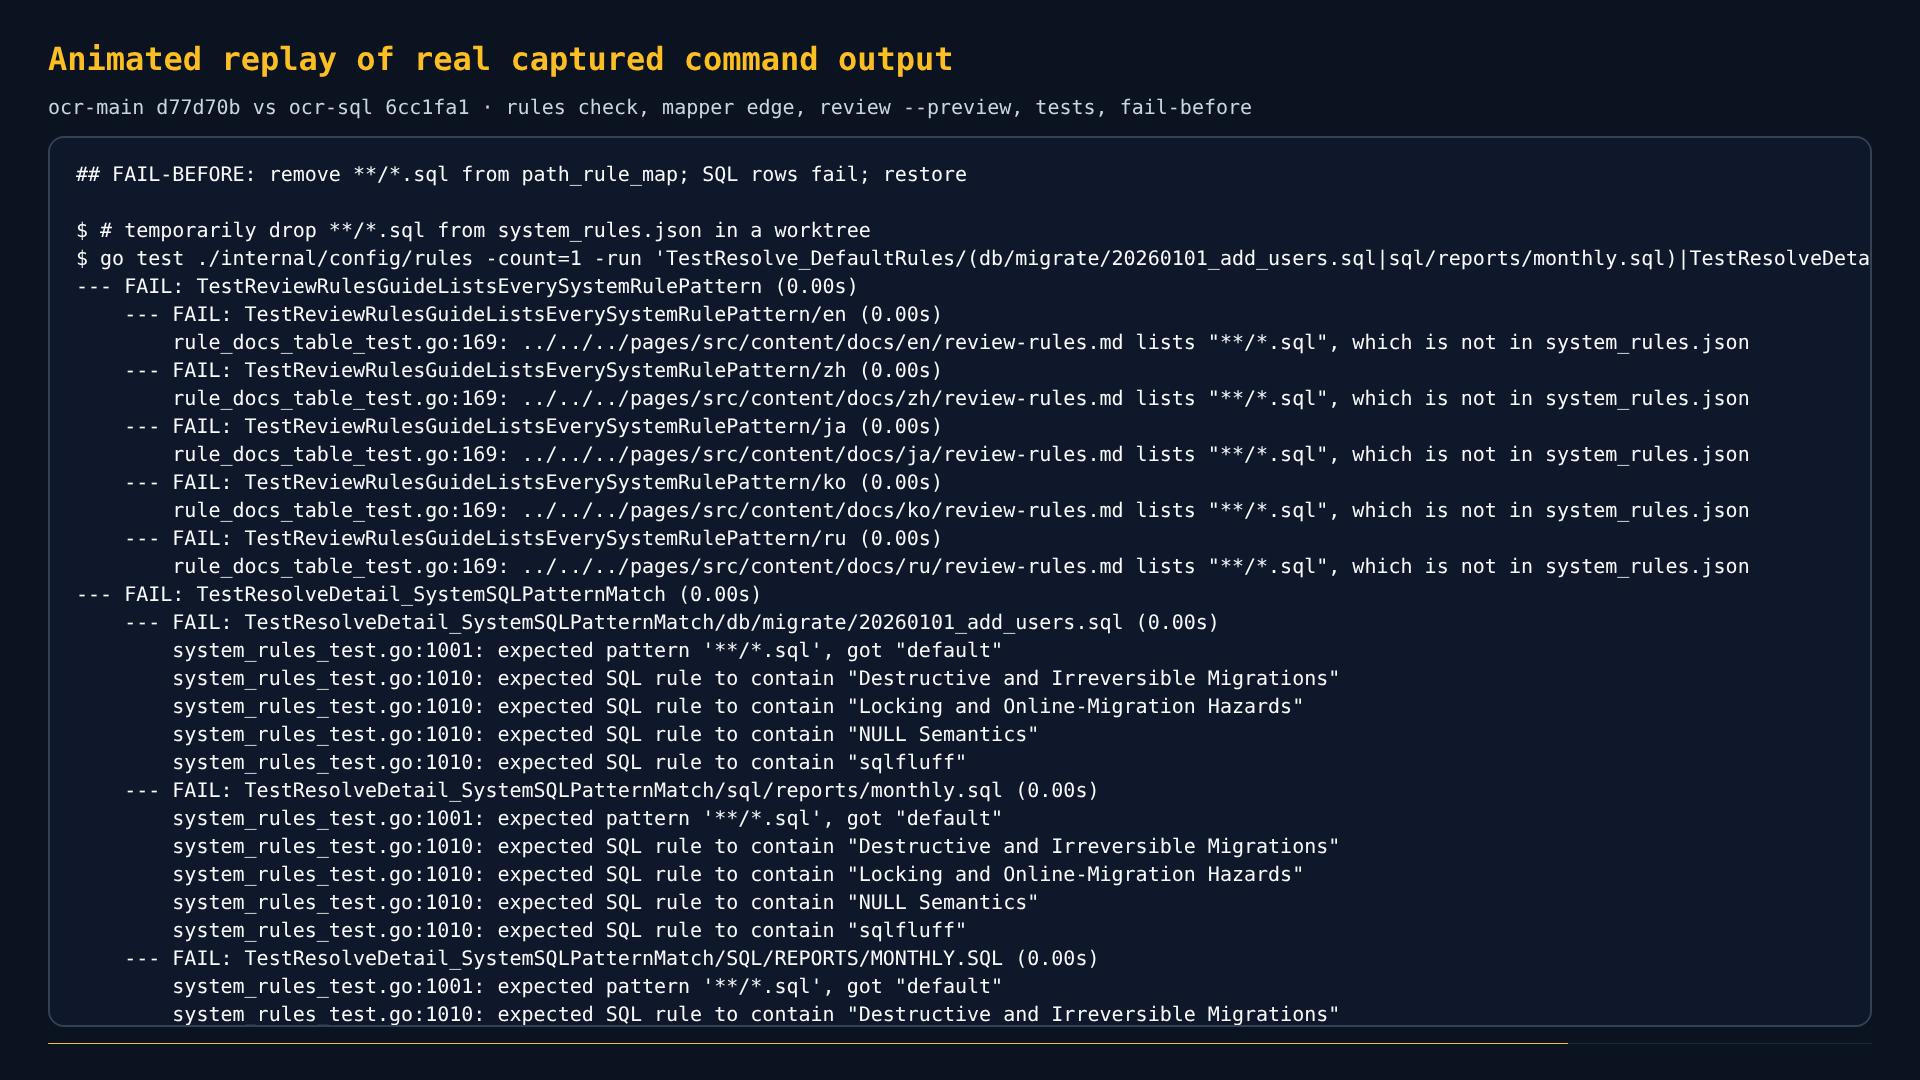 Animated replay of real captured command output
ocr-main d77d70b vs ocr-sql 6cc1fa1 · rules check, mapper edge, review --preview, tests, fail-before
## FAIL-BEFORE: remove **/*.sql from path_rule_map; SQL rows fail; restore
$ # temporarily drop **/*.sql from system_rules.json in a worktree
$ go test ./internal/config/rules -count=1 -run 'TestResolve_DefaultRules/(db/migrate/20260101_add_users.sql|sql/reports/monthly.sql)|TestResolveDeta
--- FAIL: TestReviewRulesGuideListsEverySystemRulePattern (0.00s)
    --- FAIL: TestReviewRulesGuideListsEverySystemRulePattern/en (0.00s)
        rule_docs_table_test.go:169: ../../../pages/src/content/docs/en/review-rules.md lists "**/*.sql", which is not in system_rules.json
    --- FAIL: TestReviewRulesGuideListsEverySystemRulePattern/zh (0.00s)
        rule_docs_table_test.go:169: ../../../pages/src/content/docs/zh/review-rules.md lists "**/*.sql", which is not in system_rules.json
    --- FAIL: TestReviewRulesGuideListsEverySystemRulePattern/ja (0.00s)
        rule_docs_table_test.go:169: ../../../pages/src/content/docs/ja/review-rules.md lists "**/*.sql", which is not in system_rules.json
    --- FAIL: TestReviewRulesGuideListsEverySystemRulePattern/ko (0.00s)
        rule_docs_table_test.go:169: ../../../pages/src/content/docs/ko/review-rules.md lists "**/*.sql", which is not in system_rules.json
    --- FAIL: TestReviewRulesGuideListsEverySystemRulePattern/ru (0.00s)
        rule_docs_table_test.go:169: ../../../pages/src/content/docs/ru/review-rules.md lists "**/*.sql", which is not in system_rules.json
--- FAIL: TestResolveDetail_SystemSQLPatternMatch (0.00s)
    --- FAIL: TestResolveDetail_SystemSQLPatternMatch/db/migrate/20260101_add_users.sql (0.00s)
        system_rules_test.go:1001: expected pattern '**/*.sql', got "default"
        system_rules_test.go:1010: expected SQL rule to contain "Destructive and Irreversible Migrations"
        system_rules_test.go:1010: expected SQL rule to contain "Locking and Online-Migration Hazards"
        system_rules_test.go:1010: expected SQL rule to contain "NULL Semantics"
        system_rules_test.go:1010: expected SQL rule to contain "sqlfluff"
    --- FAIL: TestResolveDetail_SystemSQLPatternMatch/sql/reports/monthly.sql (0.00s)
        system_rules_test.go:1001: expected pattern '**/*.sql', got "default"
        system_rules_test.go:1010: expected SQL rule to contain "Destructive and Irreversible Migrations"
        system_rules_test.go:1010: expected SQL rule to contain "Locking and Online-Migration Hazards"
        system_rules_test.go:1010: expected SQL rule to contain "NULL Semantics"
        system_rules_test.go:1010: expected SQL rule to contain "sqlfluff"
    --- FAIL: TestResolveDetail_SystemSQLPatternMatch/SQL/REPORTS/MONTHLY.SQL (0.00s)
        system_rules_test.go:1001: expected pattern '**/*.sql', got "default"
        system_rules_test.go:1010: expected SQL rule to contain "Destructive and Irreversible Migrations"